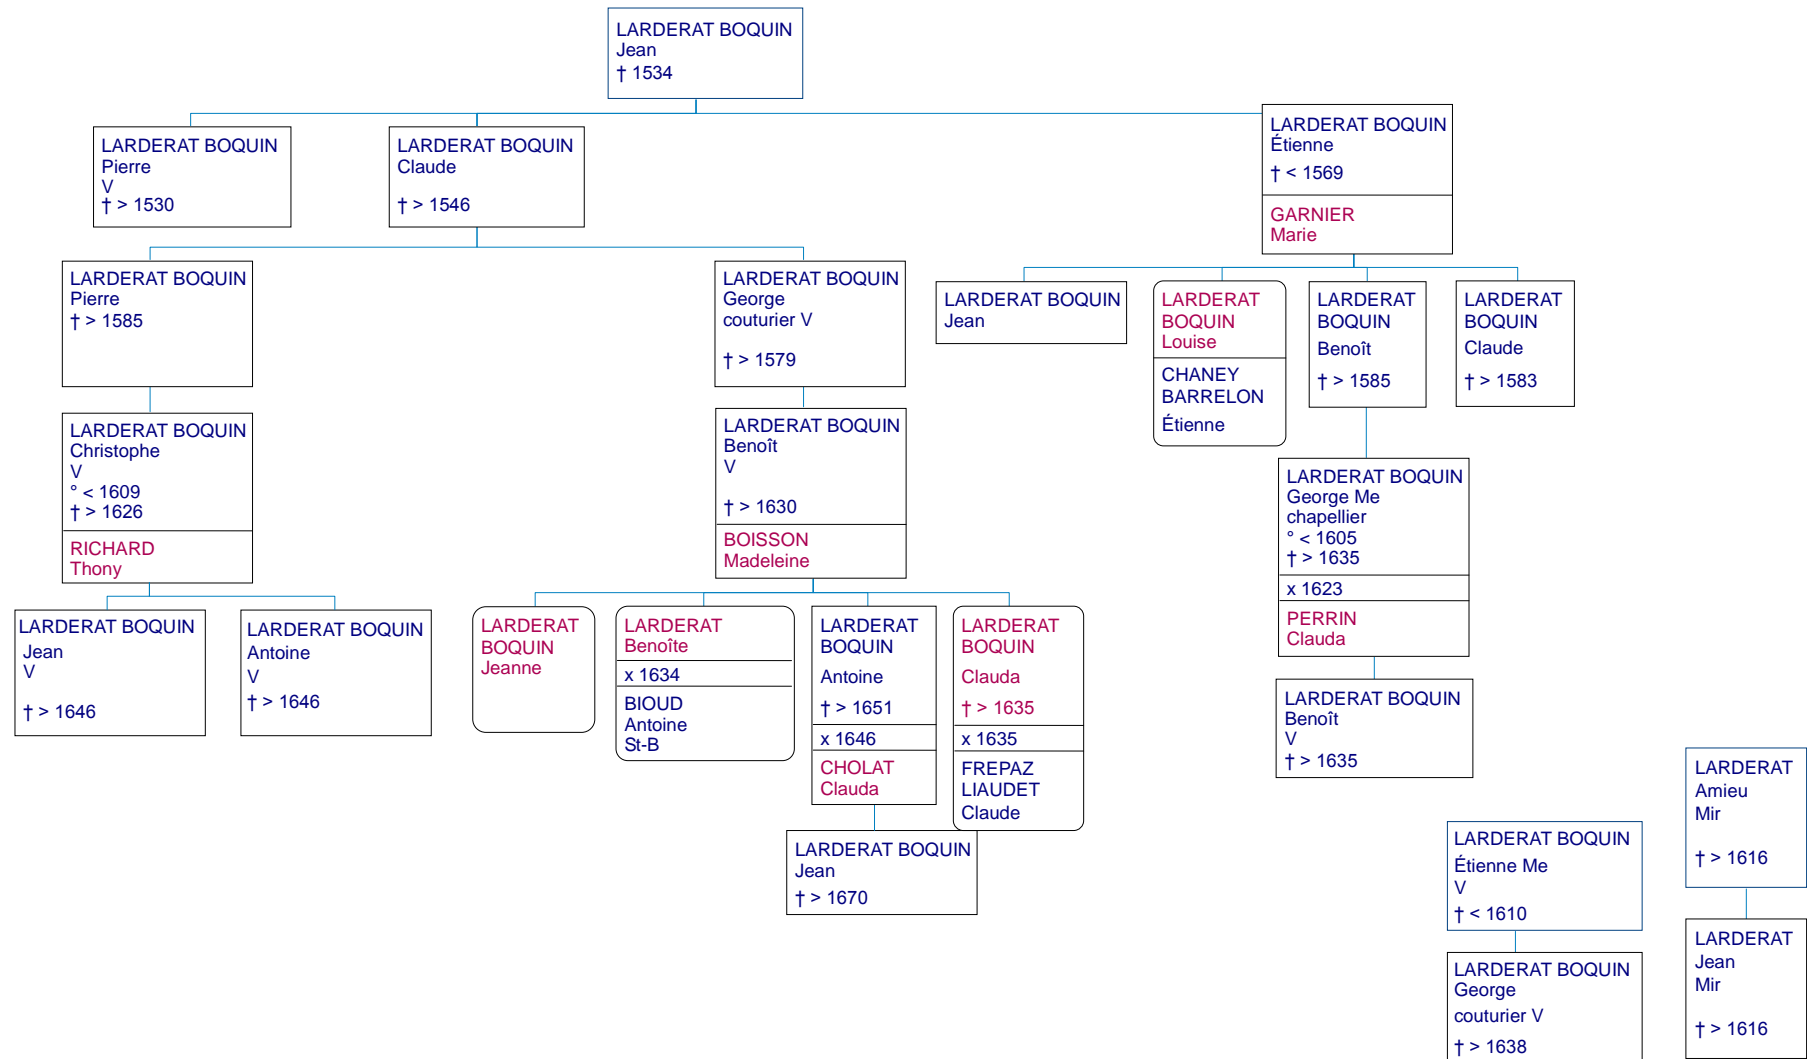 LARDERAT BOQUIN
Jean
† 1534
LARDERAT BOQUIN
Pierre
V
† > 1530
LARDERAT BOQUIN
Claude
† > 1546
LARDERAT BOQUIN
Étienne
† < 1569
GARNIER
Marie
LARDERAT BOQUIN
Pierre
† > 1585
LARDERAT BOQUIN
George
couturier V
† > 1579
LARDERAT BOQUIN
Jean
LARDERAT
BOQUIN
Louise
CHANEY
BARRELON
Étienne
LARDERAT
BOQUIN
Benoît
† > 1585
LARDERAT
BOQUIN
Claude
† > 1583
LARDERAT BOQUIN
Christophe
V
° < 1609
† > 1626
RICHARD
Thony
LARDERAT BOQUIN
Benoît
V
† > 1630
BOISSON
Madeleine
LARDERAT BOQUIN
George Me
chapellier
° < 1605
† > 1635
x 1623
PERRIN
Clauda
LARDERAT BOQUIN
Jean
V
† > 1646
LARDERAT BOQUIN
Antoine
V
† > 1646
LARDERAT
BOQUIN
Jeanne
LARDERAT
Benoîte
x 1634
BIOUD
Antoine
St-B
LARDERAT
BOQUIN
Antoine
† > 1651
x 1646
CHOLAT
Clauda
LARDERAT
BOQUIN
Clauda
† > 1635
x 1635
FREPAZ
LIAUDET
Claude
LARDERAT BOQUIN
Benoît
V
† > 1635
LARDERAT BOQUIN
Jean
† > 1670
LARDERAT BOQUIN
Étienne Me
V
† < 1610
LARDERAT
Amieu
Mir
† > 1616
LARDERAT BOQUIN
George
couturier V
† > 1638
LARDERAT
Jean
Mir
† > 1616